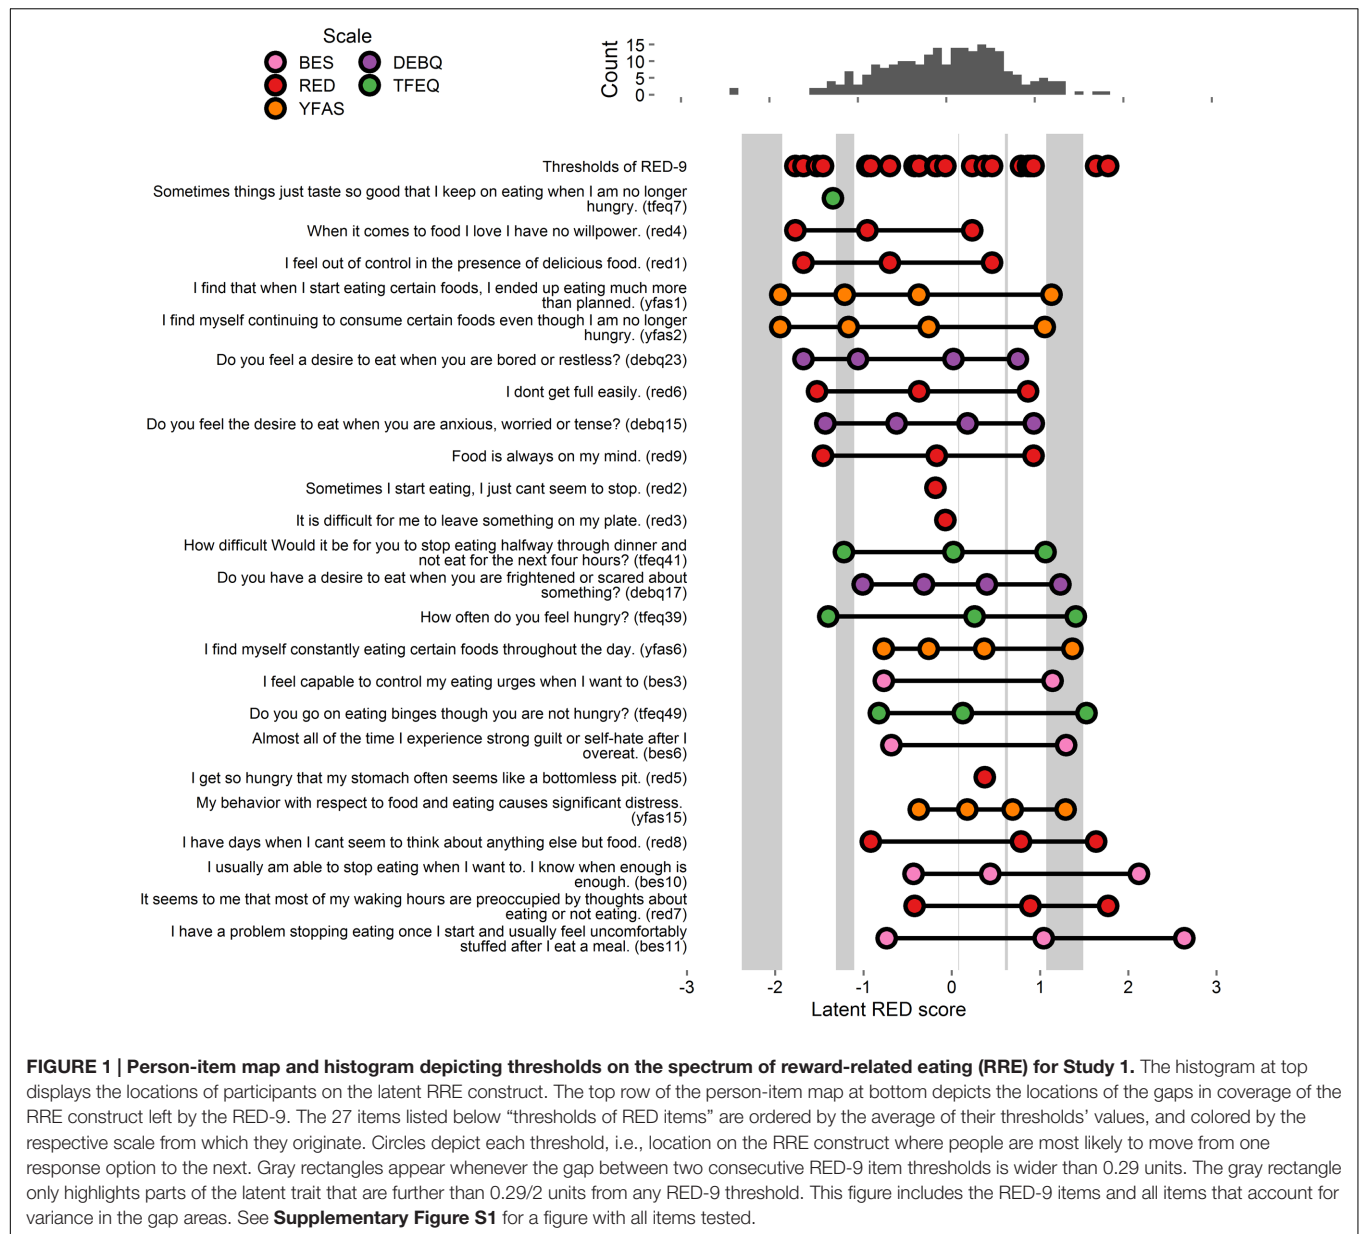 Scale
BES
DEBQ
RED
TFEQ
YFAS
Count
15
10
5
0
Thresholds of RED-9
Sometimes things just taste so good that I keep on eating when I am no longer
hungry. (tfeq7)
When it comes to food I love I have no willpower. (red4)
I feel out of control in the presence of delicious food. (red1)
I find that when I start eating certain foods, I ended up eating much more
than planned. (yfas1)
I find myself continuing to consume certain foods even though I am no longer
hungry. (yfas2)
Do you feel a desire to eat when you are bored or restless? (debq23)
I dont get full easily. (red6)
Do you feel the desire to eat when you are anxious, worried or tense? (debq15)
Food is always on my mind. (red9)
Sometimes I start eating, I just cant seem to stop. (red2)
It is difficult for me to leave something on my plate. (red3)
How difficult Would it be for you to stop eating halfway through dinner and
not eat for the next four hours? (tfeq41)
Do you have a desire to eat when you are frightened or scared about
something? (debq17)
How often do you feel hungry? (tfeq39)
I find myself constantly eating certain foods throughout the day. (yfas6)
I feel capable to control my eating urges when I want to (bes3)
Do you go on eating binges though you are not hungry? (tfeq49)
Almost all of the time I experience strong guilt or self-hate after I
overeat. (bes6)
I get so hungry that my stomach often seems like a bottomless pit. (red5)
My behavior with respect to food and eating causes significant distress.
(yfas15)
I have days when I cant seem to think about anything else but food. (red8)
I usually am able to stop eating when I want to. I know when enough is
enough. (bes10)
It seems to me that most of my waking hours are preoccupied by thoughts about
eating or not eating. (red7)
I have a problem stopping eating once I start and usually feel uncomfortably
stuffed after I eat a meal. (bes11)
-3 -2 -1 0 1 2 3
Latent RED score
FIGURE 1 | Person-item map and histogram depicting thresholds on the spectrum of reward-related eating (RRE) for Study 1. The histogram at top
displays the locations of participants on the latent RRE construct. The top row of the person-item map at bottom depicts the locations of the gaps in coverage of the
RRE construct left by the RED-9. The 27 items listed below “thresholds of RED items” are ordered by the average of their thresholds’ values, and colored by the
respective scale from which they originate. Circles depict each threshold, i.e., location on the RRE construct where people are most likely to move from one
response option to the next. Gray rectangles appear whenever the gap between two consecutive RED-9 item thresholds is wider than 0.29 units. The gray rectangle
only highlights parts of the latent trait that are further than 0.29/2 units from any RED-9 threshold. This figure includes the RED-9 items and all items that account for
variance in the gap areas. See Supplementary Figure S1 for a figure with all items tested.